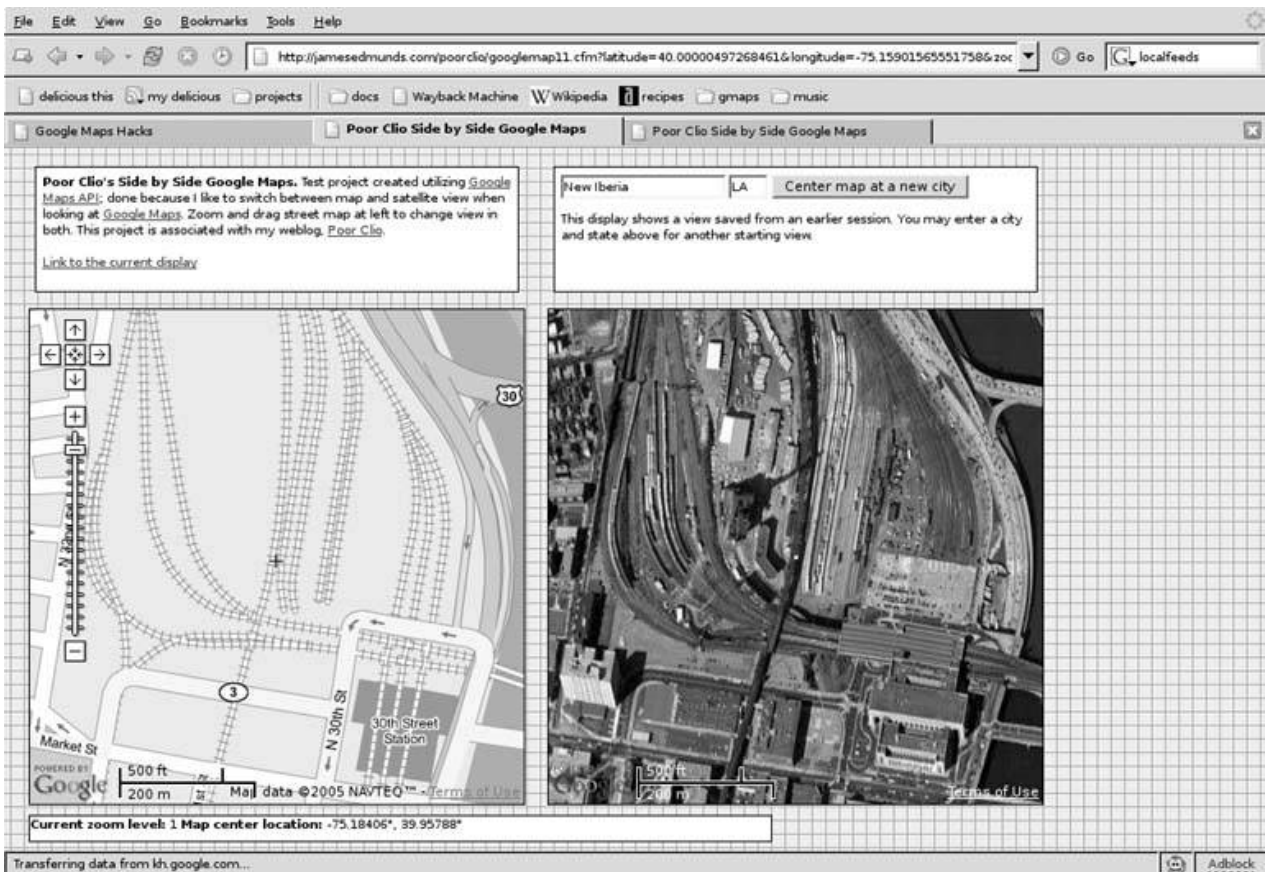 File Edit View Go Bookmarks Tools Help
http://jamesedmunds.com/poorclio/googlemap11.cfm?latitude=40.00000497268461&longitude=-75.15901565551758&zoc Go G localfeeds
delicious this my delicious projects docs Wayback Machine W Wikipedia recipes gmaps music
Google Maps Hacks Poor Clio Side by Side Google Maps Poor Clio Side by Side Google Maps
Poor Clio's Side by Side Google Maps. Test project created utilizing Google
Maps API; done because I like to switch between map and satellite view when
looking at Google Maps. Zoom and drag street map at left to change view in
both. This project is associated with my weblog, Poor Clio.
Link to the current display
New Iberia LA Center map at a new city
This display shows a view saved from an earlier session. You may enter a city
and state above for another starting view.
30
3
N 30th St
30th Street
Station
Market St
POWERED BY
Google
500 ft
200 m
Map data ©2005 NAVTEQ™ - Terms of Use
Google
500 ft
200 m
Terms of Use
Current zoom level: 1 Map center location: -75.18406°, 39.95788°
Transferring data from kh.google.com... Adblock